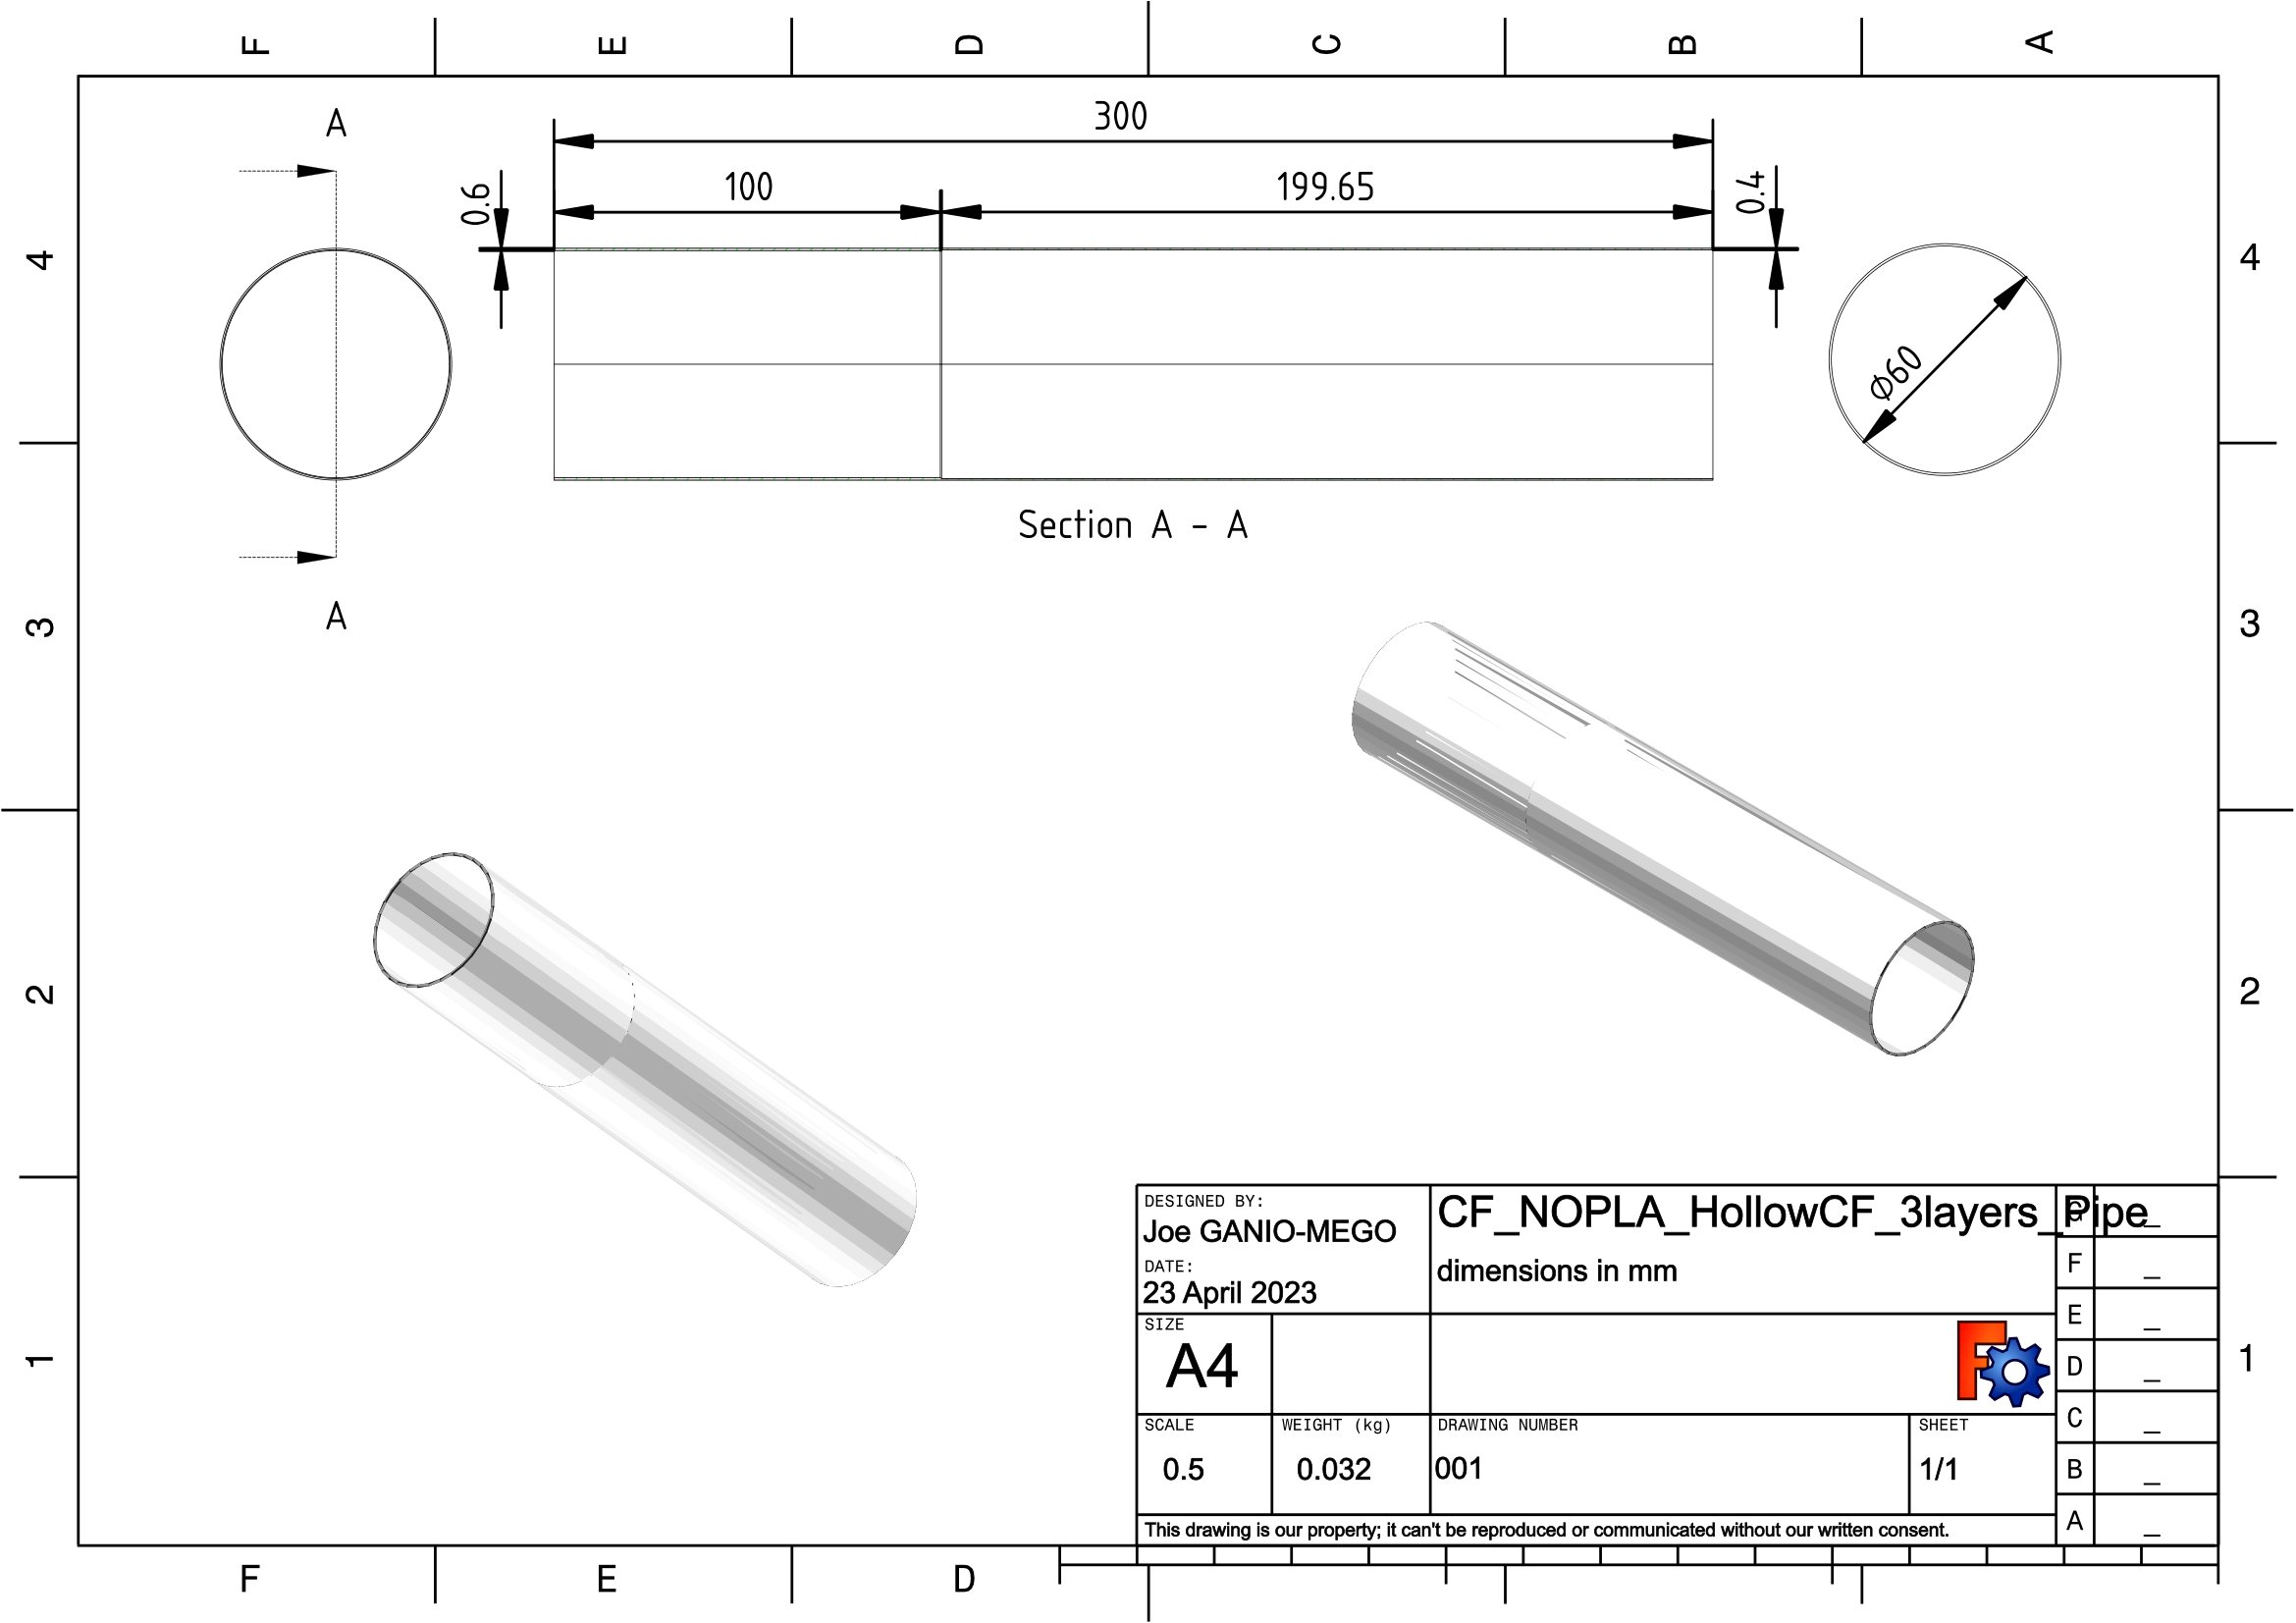 F E D C B A
A
300
100 199.65
0.6 0.4
4 4
Ø60
Section A - A
A
3 3
2 2
1 1
DESIGNED BY:
Joe GANIO-MEGO
DATE:
23 April 2023
CF_NOPLA_HollowCF_3layers_Pipe
dimensions in mm
SIZE
A4
SCALE
0.5
WEIGHT (kg)
0.032
DRAWING NUMBER
001
SHEET
1/1
This drawing is our property; it can't be reproduced or communicated without our written consent.
G _
F _
E _
D _
C _
B _
A _
F E D